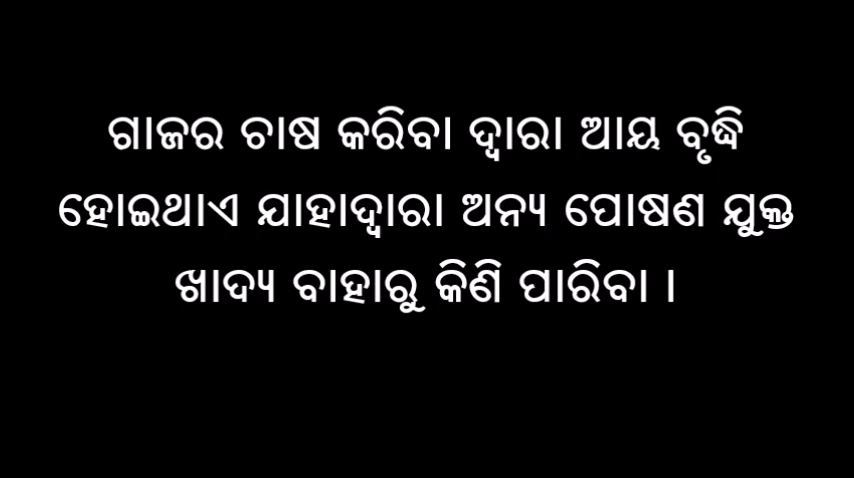 ଗାଜର ଚାଷ କରିବା ଦ୍ୱାରା ଆୟ ବୃଦ୍ଧି
ହୋଇଥାଏ ଯାହାଦ୍ୱାରା ଅନ୍ୟ ପୋଷଣ ଯୁକ୍ତ
ଖାଦ୍ୟ ବାହାରୁ କିଣି ପାରିବା ।